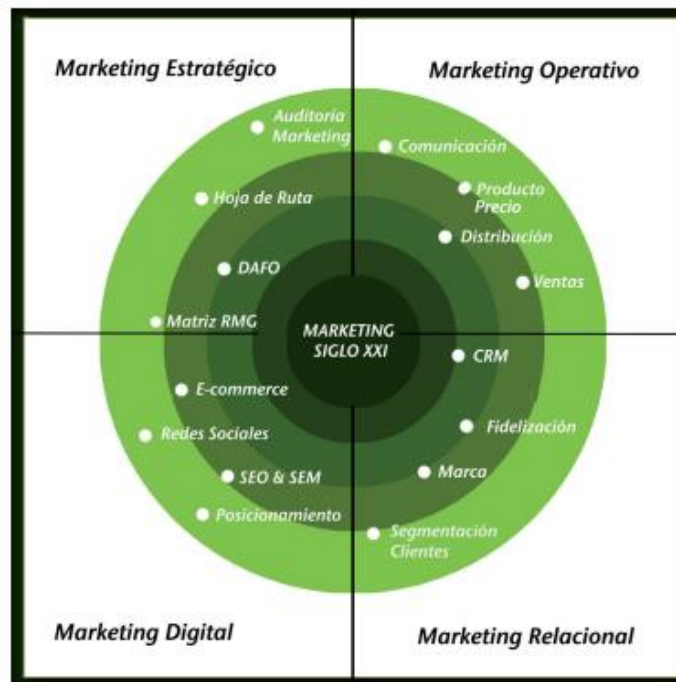 Marketing Estratégico
Marketing Operativo
Auditoría
Marketing
Comunicación
Hoja de Ruta
Producto
Precio
Distribución
DAFO
Ventas
Matriz RMG
MARKETING
SIGLO XXI
CRM
E-commerce
Redes Sociales
Fidelización
SEO & SEM
Marca
Posicionamiento
Segmentación
Clientes
Marketing Digital
Marketing Relacional